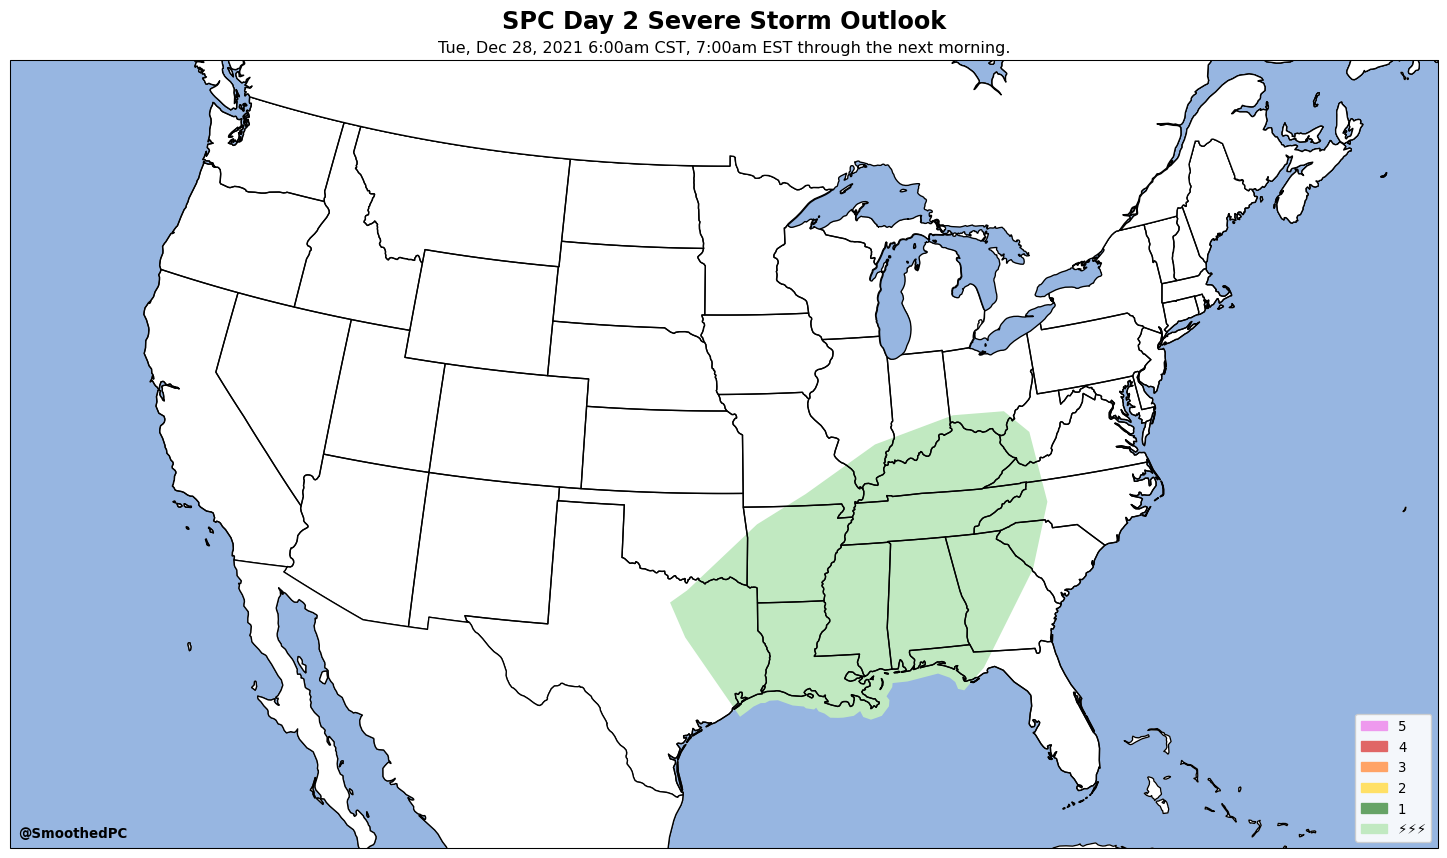 SPC Day 2 Severe Storm Outlook
Tue, Dec 28, 2021 6:00am CST, 7:00am EST through the next morning.
5
4
3
2
1
⚡⚡⚡
@SmoothedPC